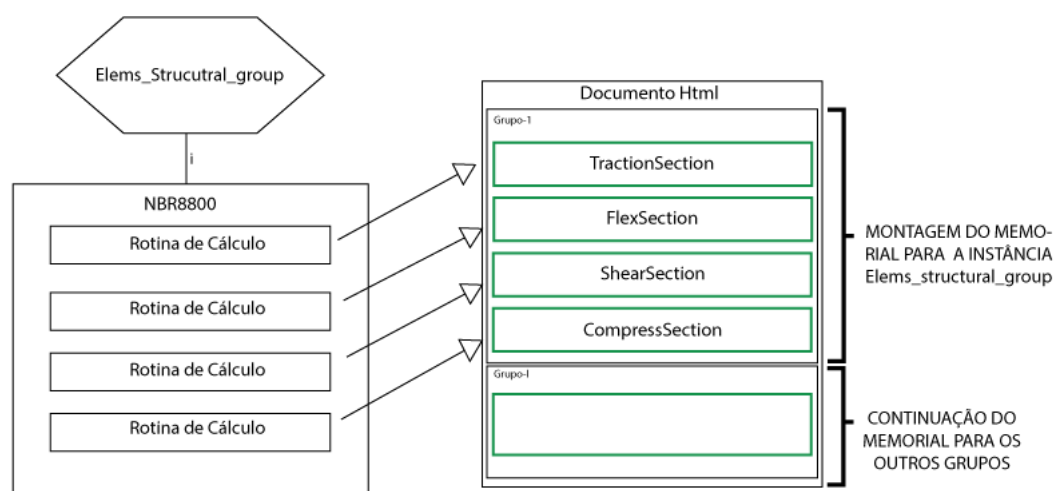 Elems_Strucutral_group
i
NBR8800
Rotina de Cálculo
Rotina de Cálculo
Rotina de Cálculo
Rotina de Cálculo
Documento Html
Grupo-1
TractionSection
FlexSection
ShearSection
CompressSection
Grupo-I
MONTAGEM DO MEMO-
RIAL PARA A INSTÂNCIA
Elems_structural_group
CONTINUAÇÃO DO
MEMORIAL PARA OS
OUTROS GRUPOS